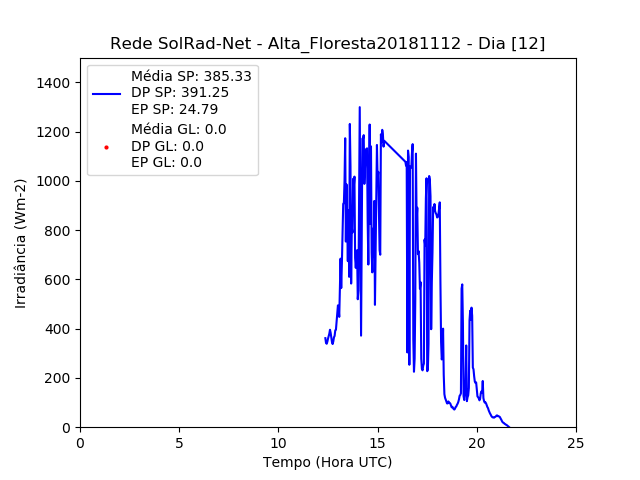 Rede SolRad-Net - Alta_Floresta20181112 - Dia [12]
Média SP: 385.33
DP SP: 391.25
EP SP: 24.79
Média GL: 0.0
DP GL: 0.0
EP GL: 0.0
1400
1200
1000
800
600
400
200
0
Irradiância (Wm-2)
0 5 10 15 20 25
Tempo (Hora UTC)